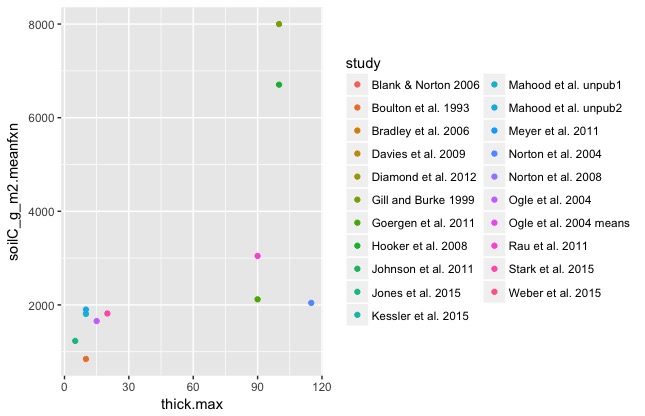 8000
6000
4000
2000
soilC_g_m2.meanfxn
0
30
60
90
120
thick.max
study
Blank & Norton 2006
Boulton et al. 1993
Bradley et al. 2006
Davies et al. 2009
Diamond et al. 2012
Gill and Burke 1999
Goergen et al. 2011
Hooker et al. 2008
Johnson et al. 2011
Jones et al. 2015
Kessler et al. 2015
Mahood et al. unpub1
Mahood et al. unpub2
Meyer et al. 2011
Norton et al. 2004
Norton et al. 2008
Ogle et al. 2004
Ogle et al. 2004 means
Rau et al. 2011
Stark et al. 2015
Weber et al. 2015